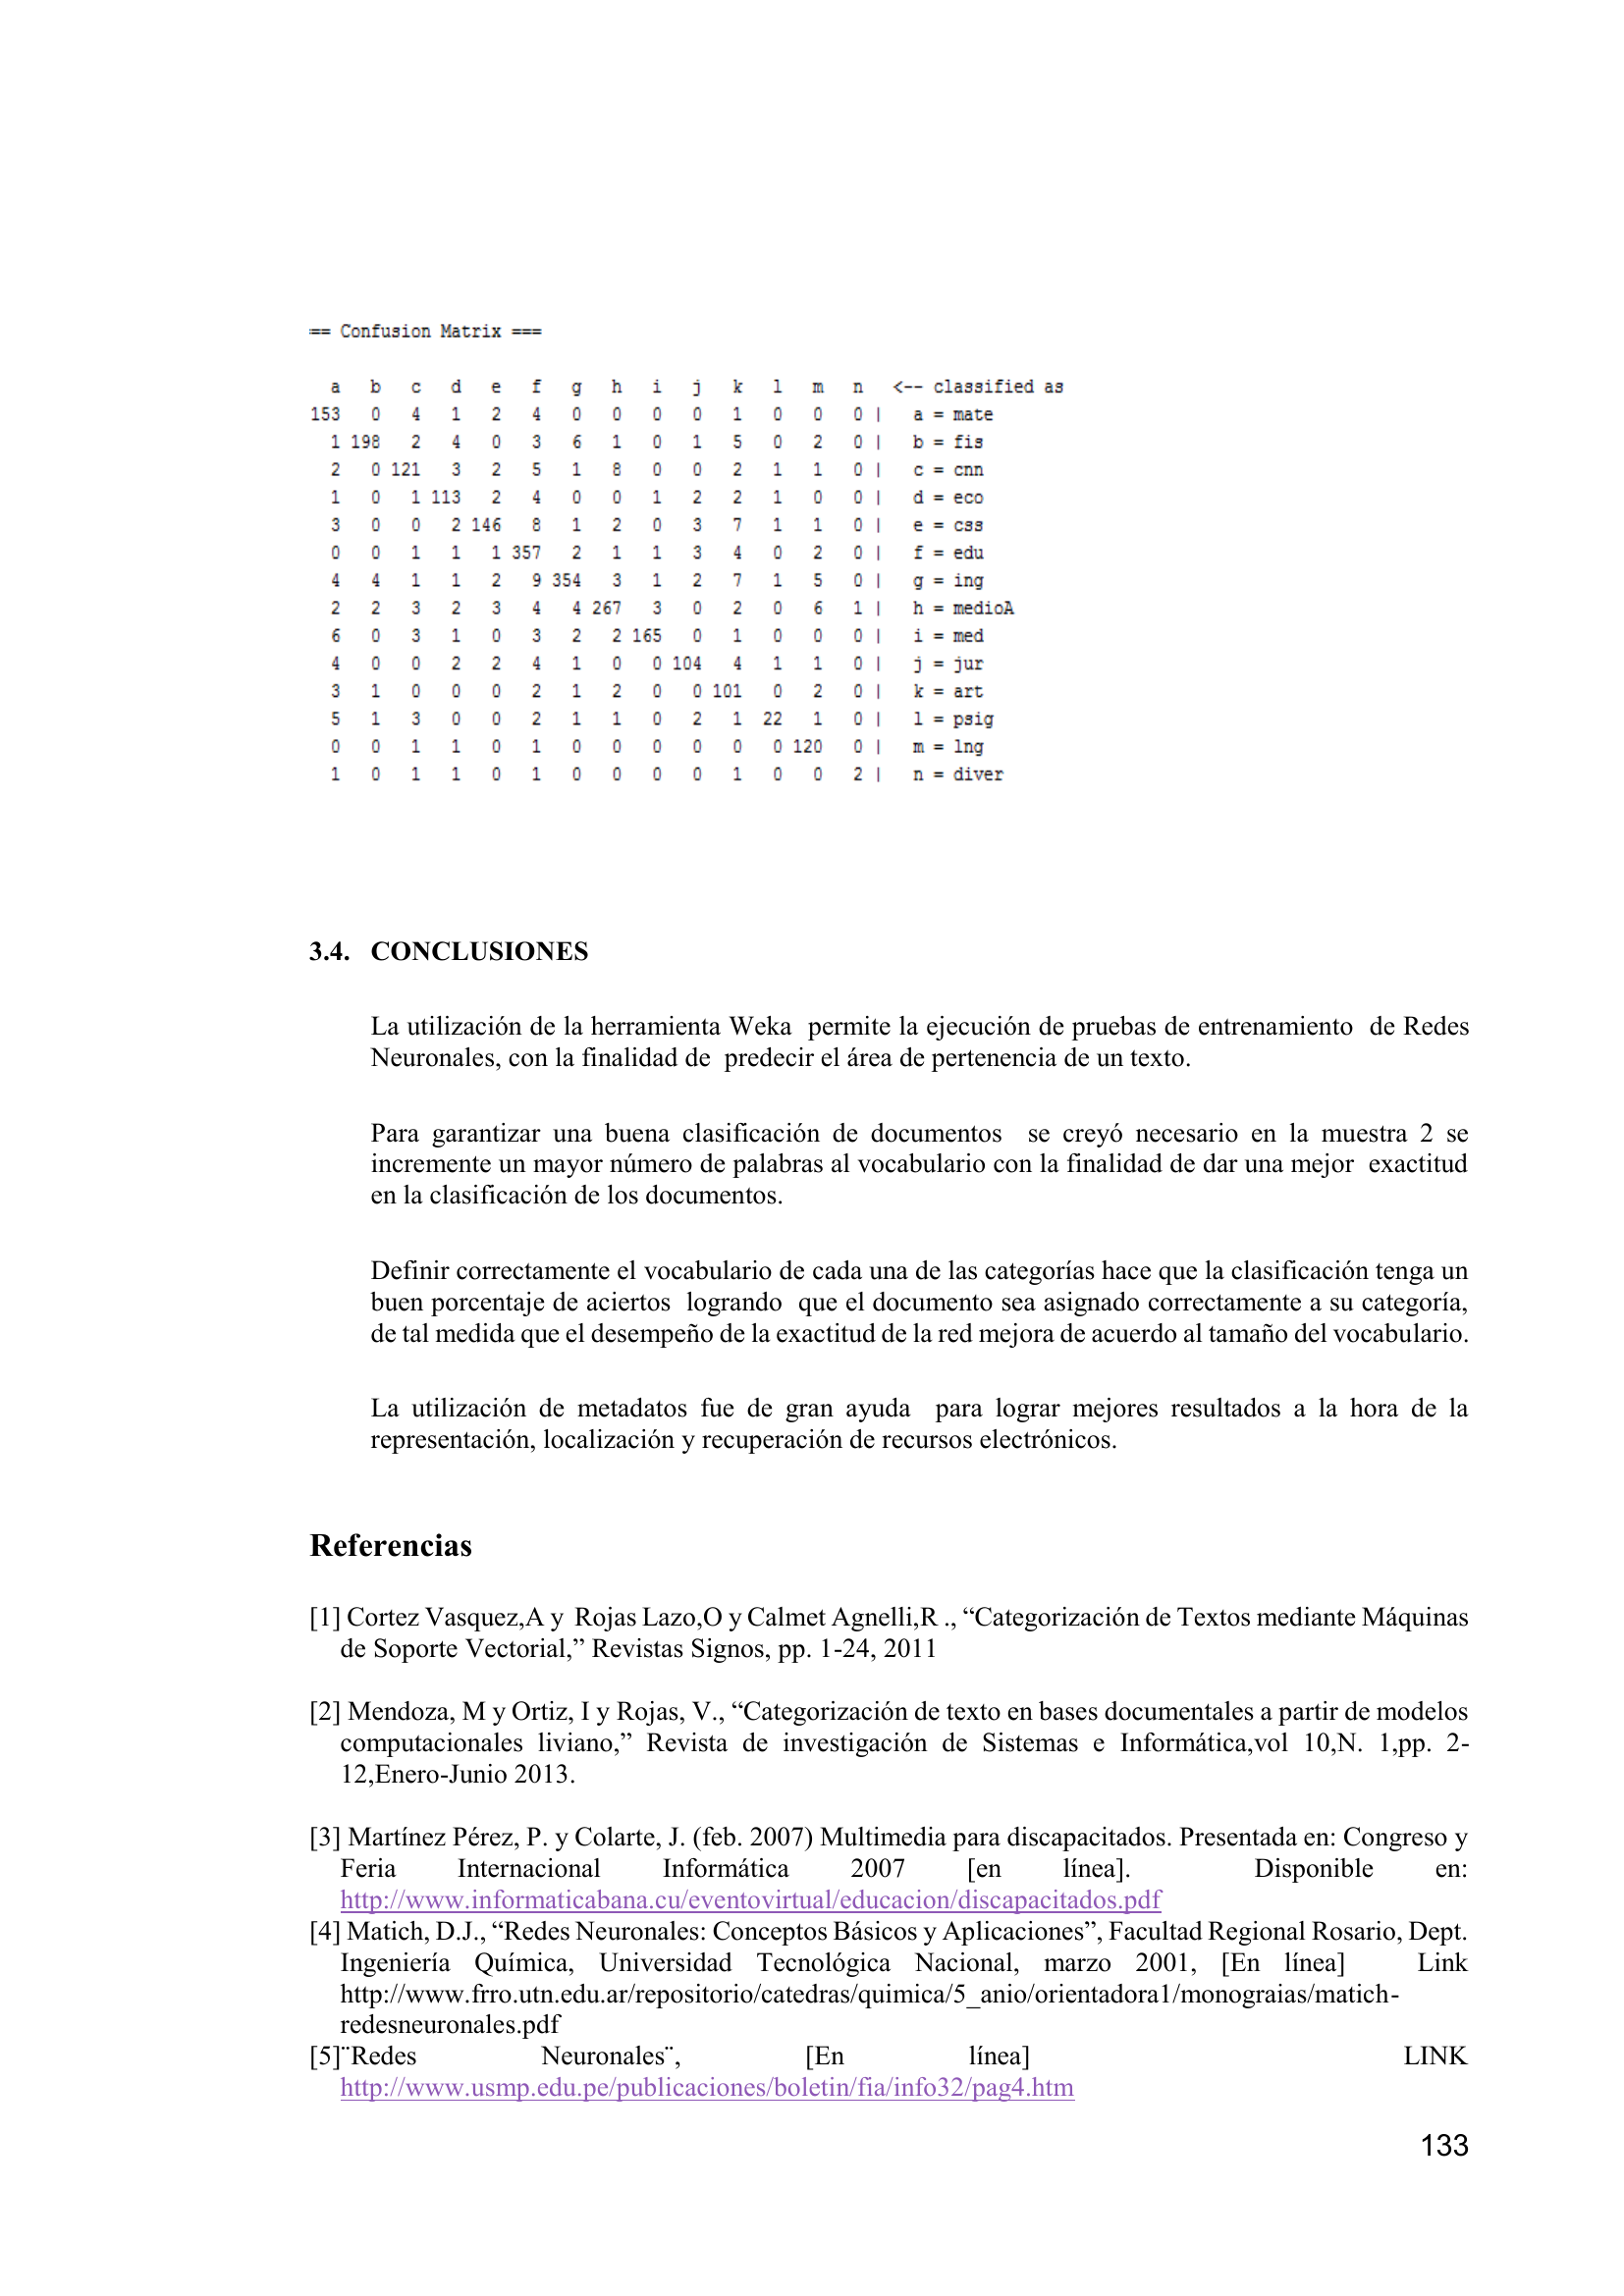 == Confusion Matrix ===
a b c d e f g h i j k l m n <-- classified as
153 0 4 1 2 4 0 0 0 0 1 0 0 0 | a = mate
1 198 2 4 0 3 6 1 0 1 5 0 2 0 | b = fis
2 0 121 3 2 5 1 8 0 0 2 1 1 0 | c = cnn
1 0 1 113 2 4 0 0 1 2 2 1 0 0 | d = eco
3 0 0 2 146 8 1 2 0 3 7 1 1 0 | e = css
0 0 1 1 1 357 2 1 1 3 4 0 2 0 | f = edu
4 4 1 1 2 9 354 3 1 2 7 1 5 0 | g = ing
2 2 3 2 3 4 4 267 3 0 2 0 6 1 | h = medioA
6 0 3 1 0 3 2 2 165 0 1 0 0 0 | i = med
4 0 0 2 2 4 1 0 0 104 4 1 1 0 | j = jur
3 1 0 0 0 2 1 2 0 0 101 0 2 0 | k = art
5 1 3 0 0 2 1 1 0 2 1 22 1 0 | l = psig
0 0 1 1 0 1 0 0 0 0 0 0 120 0 | m = lng
1 0 1 1 0 1 0 0 0 0 1 0 0 2 | n = diver
3.4. CONCLUSIONES
La utilización de la herramienta Weka permite la ejecución de pruebas de entrenamiento de Redes
Neuronales, con la finalidad de predecir el área de pertenencia de un texto.
Para garantizar una buena clasificación de documentos se creyó necesario en la muestra 2 se
incremente un mayor número de palabras al vocabulario con la finalidad de dar una mejor exactitud
en la clasificación de los documentos.
Definir correctamente el vocabulario de cada una de las categorías hace que la clasificación tenga un
buen porcentaje de aciertos logrando que el documento sea asignado correctamente a su categoría,
de tal medida que el desempeño de la exactitud de la red mejora de acuerdo al tamaño del vocabulario.
La utilización de metadatos fue de gran ayuda para lograr mejores resultados a la hora de la
representación, localización y recuperación de recursos electrónicos.
Referencias
[1] Cortez Vasquez,A y Rojas Lazo,O y Calmet Agnelli,R ., “Categorización de Textos mediante Máquinas
de Soporte Vectorial,” Revistas Signos, pp. 1-24, 2011
[2] Mendoza, M y Ortiz, I y Rojas, V., “Categorización de texto en bases documentales a partir de modelos
computacionales liviano,” Revista de investigación de Sistemas e Informática,vol 10,N. 1,pp. 2-
12,Enero-Junio 2013.
[3] Martínez Pérez, P. y Colarte, J. (feb. 2007) Multimedia para discapacitados. Presentada en: Congreso y
Feria Internacional Informática 2007 [en línea]. Disponible en:
http://www.informaticabana.cu/eventovirtual/educacion/discapacitados.pdf
[4] Matich, D.J., “Redes Neuronales: Conceptos Básicos y Aplicaciones”, Facultad Regional Rosario, Dept.
Ingeniería Química, Universidad Tecnológica Nacional, marzo 2001, [En línea] Link
http://www.frro.utn.edu.ar/repositorio/catedras/quimica/5_anio/orientadora1/monograias/matich-
redesneuronales.pdf
[5]¨Redes Neuronales¨, [En línea] LINK
http://www.usmp.edu.pe/publicaciones/boletin/fia/info32/pag4.htm
133